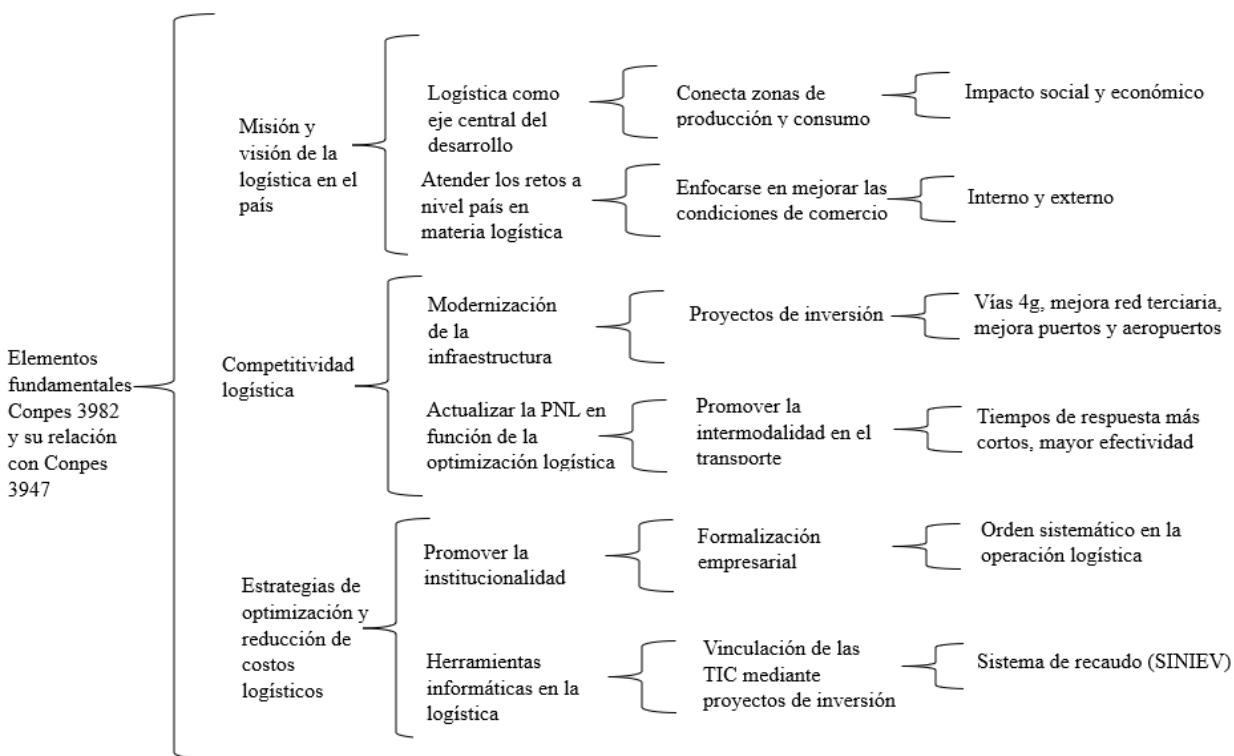 Elementos
fundamentales
Conpes 3982
y su relación
con Conpes
3947
Misión y
visión de la
logística en el
país
Logística como
eje central del
desarrollo
Conecta zonas de
producción y consumo
Impacto social y económico
Atender los retos a
nivel país en
materia logística
Enfocarse en mejorar las
condiciones de comercio
Interno y externo
Competitividad
logística
Modernización
de la
infraestructura
Proyectos de inversión
Vías 4g, mejora red terciaria,
mejora puertos y aeropuertos
Actualizar la PNL en
función de la
optimización logística
Promover la
intermodalidad en el
transporte
Tiempos de respuesta más
cortos, mayor efectividad
Estrategias de
optimización y
reducción de
costos
logísticos
Promover la
institucionalidad
Formalización
empresarial
Orden sistemático en la
operación logística
Herramientas
informáticas en la
logística
Vinculación de las
TIC mediante
proyectos de inversión
Sistema de recaudo (SINIEV)